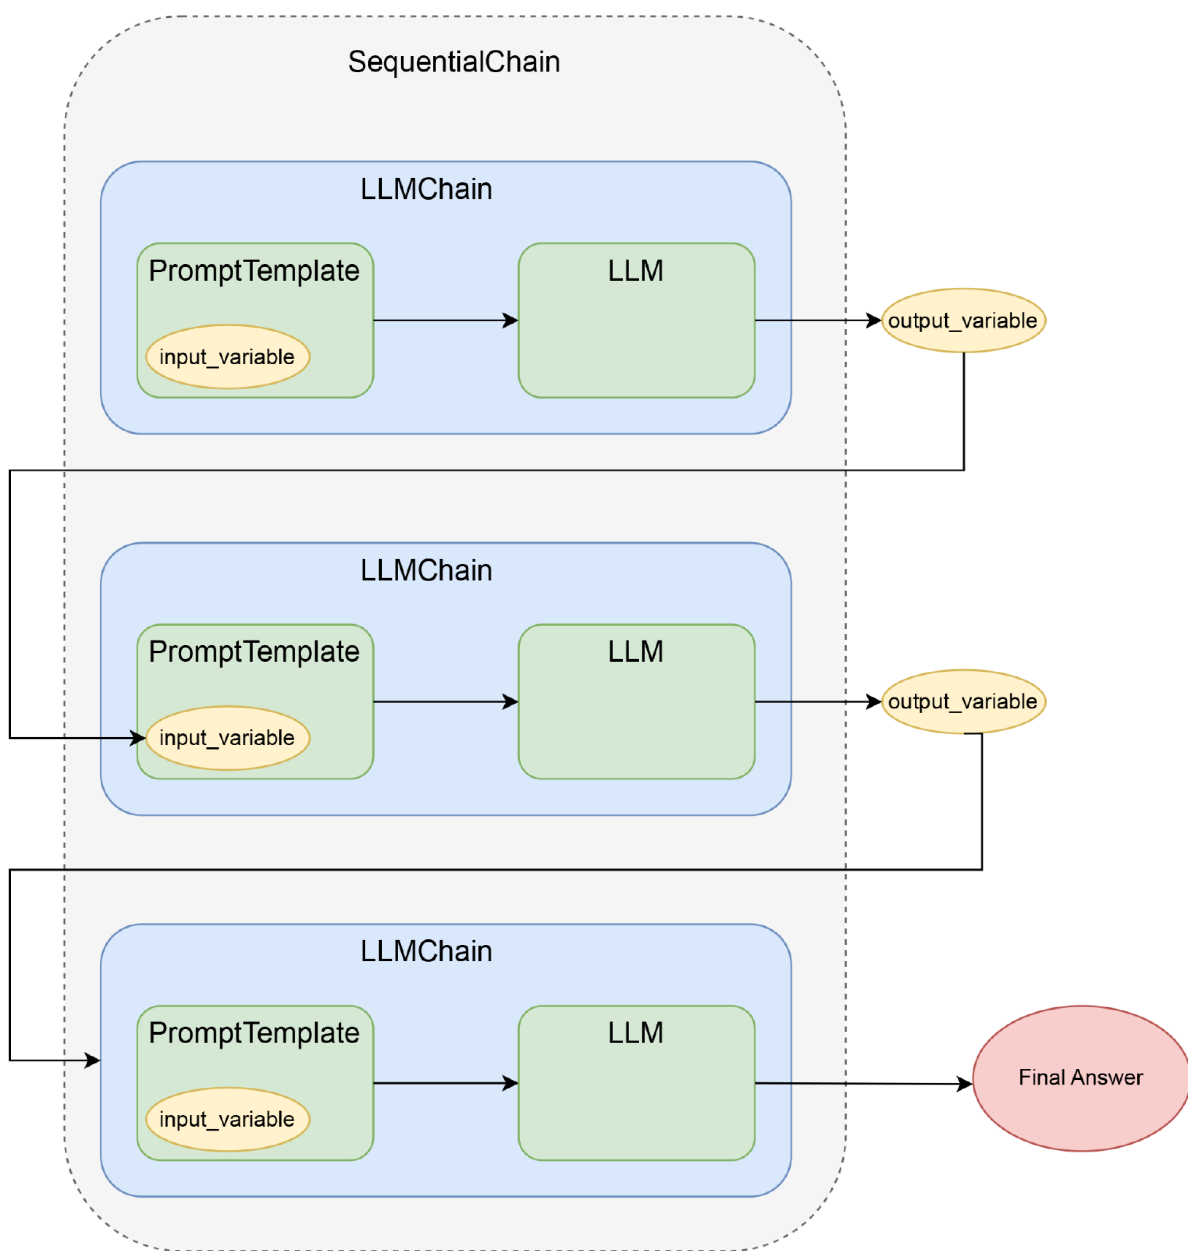 SequentialChain
LLMChain
PromptTemplate
LLM
input_variable
output_variable
LLMChain
PromptTemplate
LLM
input_variable
output_variable
LLMChain
PromptTemplate
LLM
input_variable
Final Answer